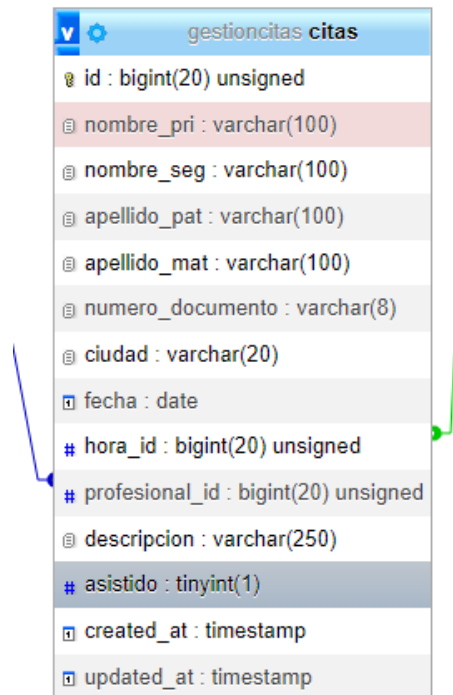 v gestioncitas citas
id : bigint(20) unsigned
nombre_pri : varchar(100)
nombre_seg : varchar(100)
apellido_pat : varchar(100)
apellido_mat : varchar(100)
numero_documento : varchar(8)
ciudad : varchar(20)
fecha : date
# hora_id : bigint(20) unsigned
# profesional_id : bigint(20) unsigned
descripcion : varchar(250)
# asistido : tinyint(1)
created_at : timestamp
updated_at : timestamp